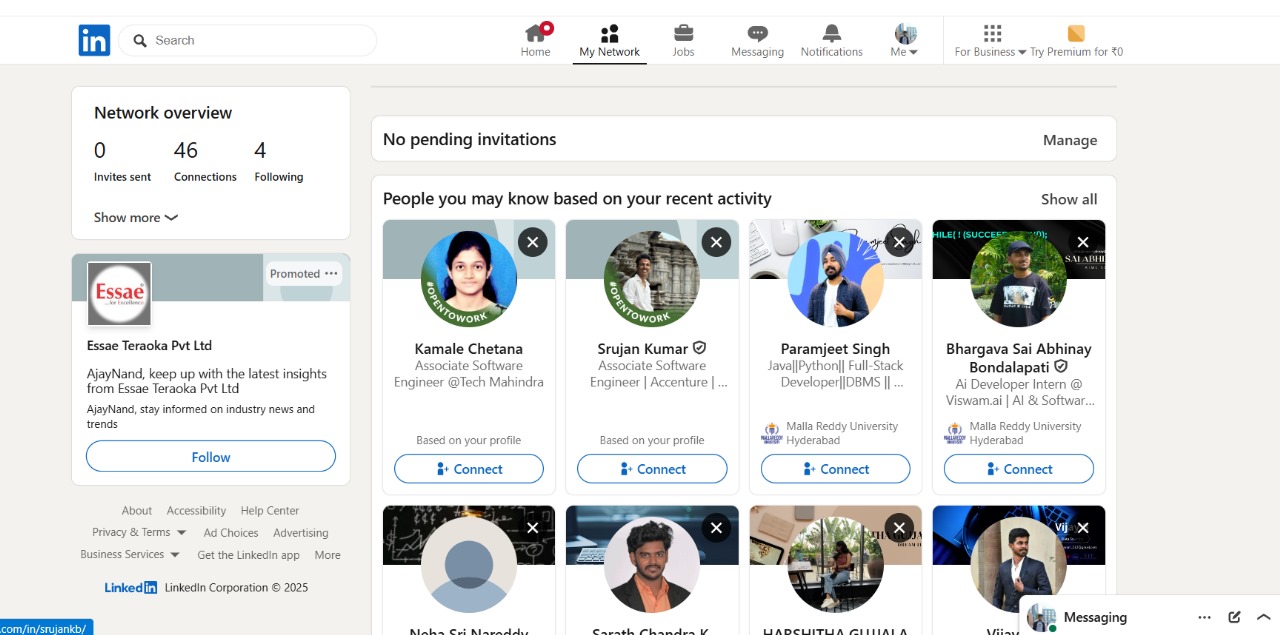 in
Search
Home
My Network
Jobs
Messaging
Notifications
Me
For Business
Try Premium for ₹0
Network overview
0
46
4
Invites sent
Connections
Following
Show more
Promoted
Essae
...for Excellence
Essae Teraoka Pvt Ltd
AjayNand, keep up with the latest insights
from Essae Teraoka Pvt Ltd
AjayNand, stay informed on industry news and
trends
Follow
About
Accessibility
Help Center
Privacy & Terms
Ad Choices
Advertising
Business Services
Get the LinkedIn app
More
LinkedIn LinkedIn Corporation © 2025
.com/in/srujankb/
No pending invitations
Manage
People you may know based on your recent activity
Show all
#OPENTOWORK
Kamale Chetana
Associate Software
Engineer @Tech Mahindra
Based on your profile
Connect
#OPENTOWORK
Srujan Kumar
Associate Software
Engineer | Accenture | ...
Based on your profile
Connect
Paramjeet Singh
Java||Python|| Full-Stack
Developer||DBMS || ...
Malla Reddy University
Hyderabad
Connect
Bhargava Sai Abhinay
Bondalapati
Ai Developer Intern @
Viswam.ai | AI & Softwar...
Malla Reddy University
Hyderabad
Connect
Neha Sri Nareddy
Sarath Chandra K
HARSHITHA GUJJALA
Vijay
Messaging